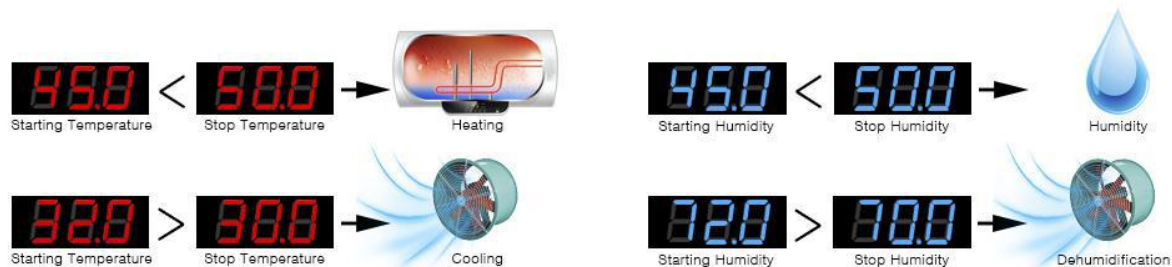 45.0 < 50.0
Starting Temperature Stop Temperature Heating
45.0 < 50.0
Starting Humidity Stop Humidity Humidity
32.0 > 30.0
Starting Temperature Stop Temperature Cooling
72.0 > 70.0
Starting Humidity Stop Humidity Dehumidification